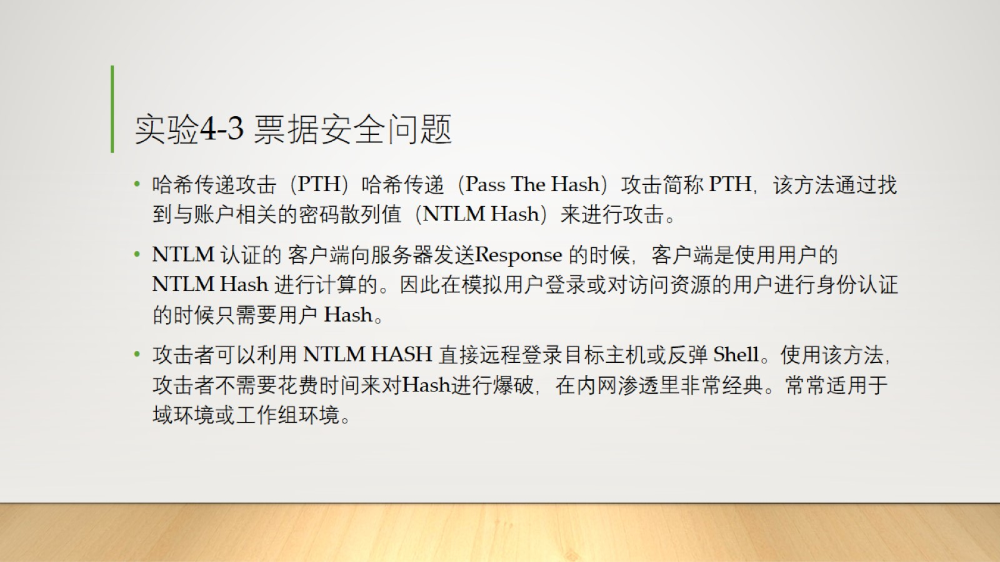 实验4-3 票据安全问题
• 哈希传递攻击（PTH）哈希传递（Pass The Hash）攻击简称 PTH，该方法通过找
到与账户相关的密码散列值（NTLM Hash）来进行攻击。
• NTLM 认证的 客户端向服务器发送Response 的时候，客户端是使用用户的
NTLM Hash 进行计算的。因此在模拟用户登录或对访问资源的用户进行身份认证
的时候只需要用户 Hash。
• 攻击者可以利用 NTLM HASH 直接远程登录目标主机或反弹 Shell。使用该方法，
攻击者不需要花费时间来对Hash进行爆破，在内网渗透里非常经典。常常适用于
域环境或工作组环境。